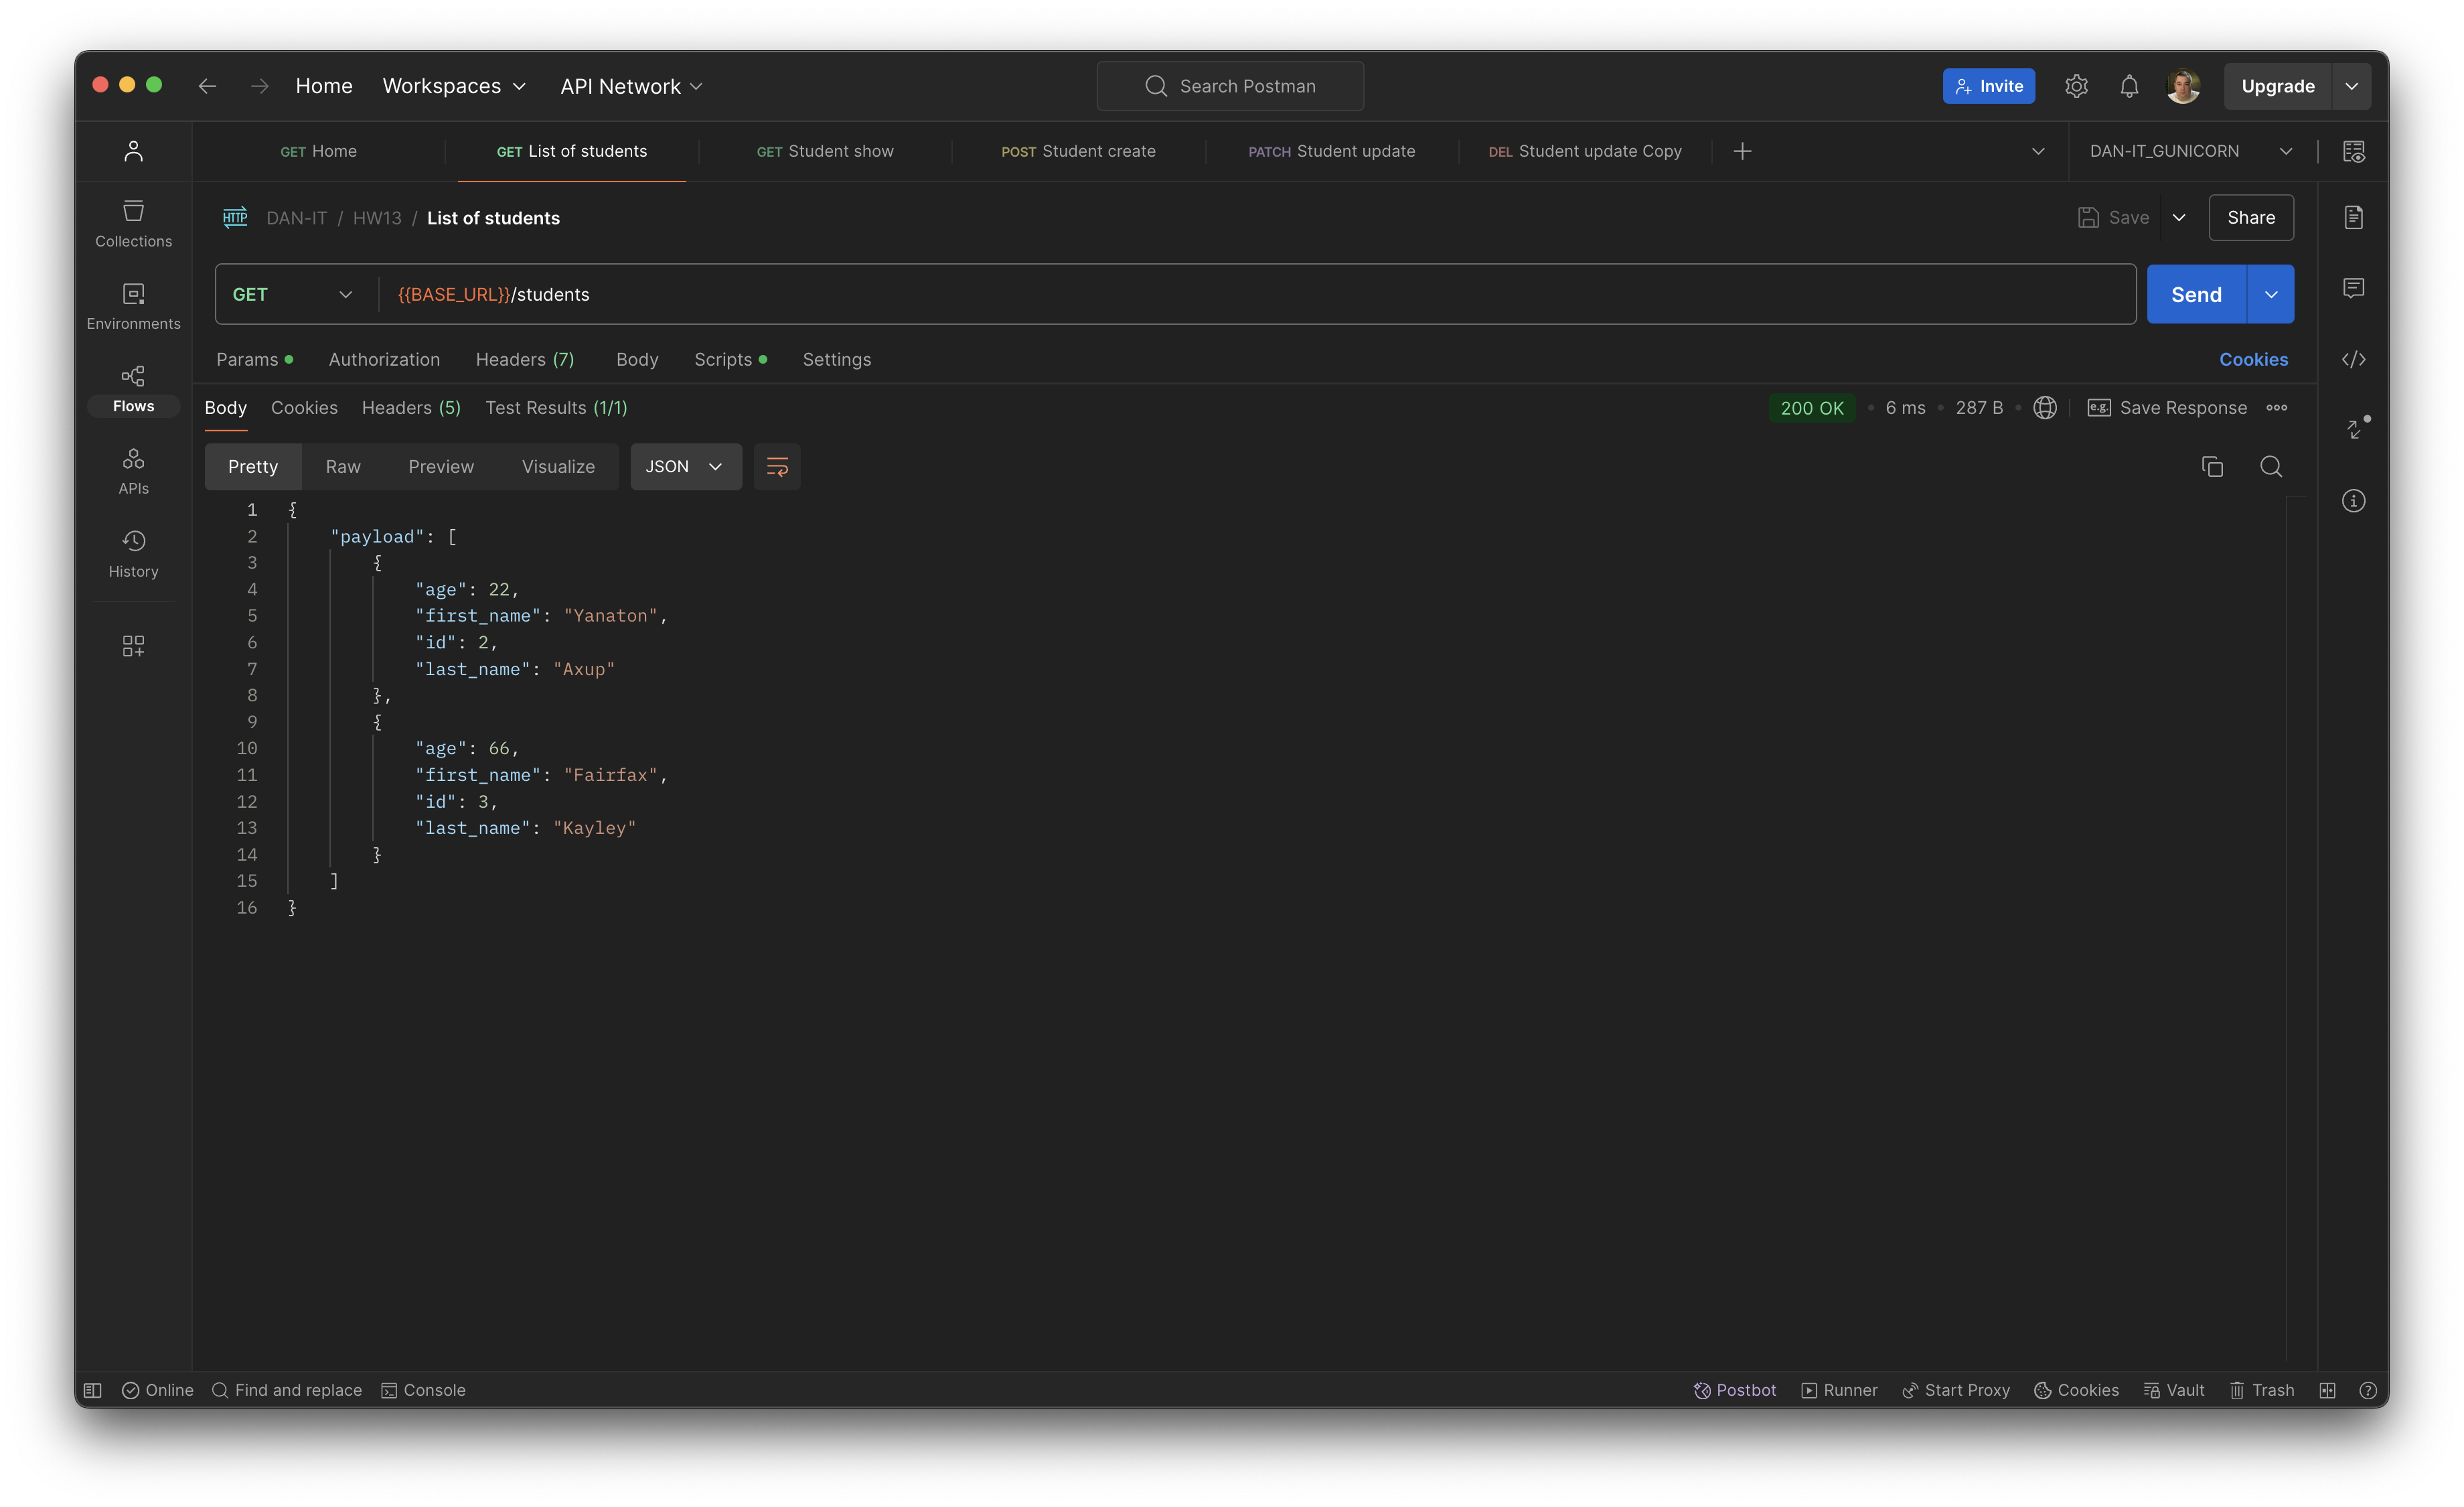 Home Workspaces API Network Search Postman Invite Upgrade
GET Home GET List of students GET Student show POST Student create PATCH Student update DEL Student update Copy DAN-IT_GUNICORN
HTTP DAN-IT / HW13 / List of students Save Share
Collections
GET {{BASE_URL}}/students Send
Environments
Params Authorization Headers (7) Body Scripts Settings Cookies
Flows
Body Cookies Headers (5) Test Results (1/1) 200 OK 6 ms 287 B e.g. Save Response
Pretty Raw Preview Visualize JSON
APIs
History
1 {
2 "payload": [
3 {
4 "age": 22,
5 "first_name": "Yanaton",
6 "id": 2,
7 "last_name": "Axup"
8 },
9 {
10 "age": 66,
11 "first_name": "Fairfax",
12 "id": 3,
13 "last_name": "Kayley"
14 }
15 ]
16 }
Online Find and replace Console Postbot Runner Start Proxy Cookies Vault Trash